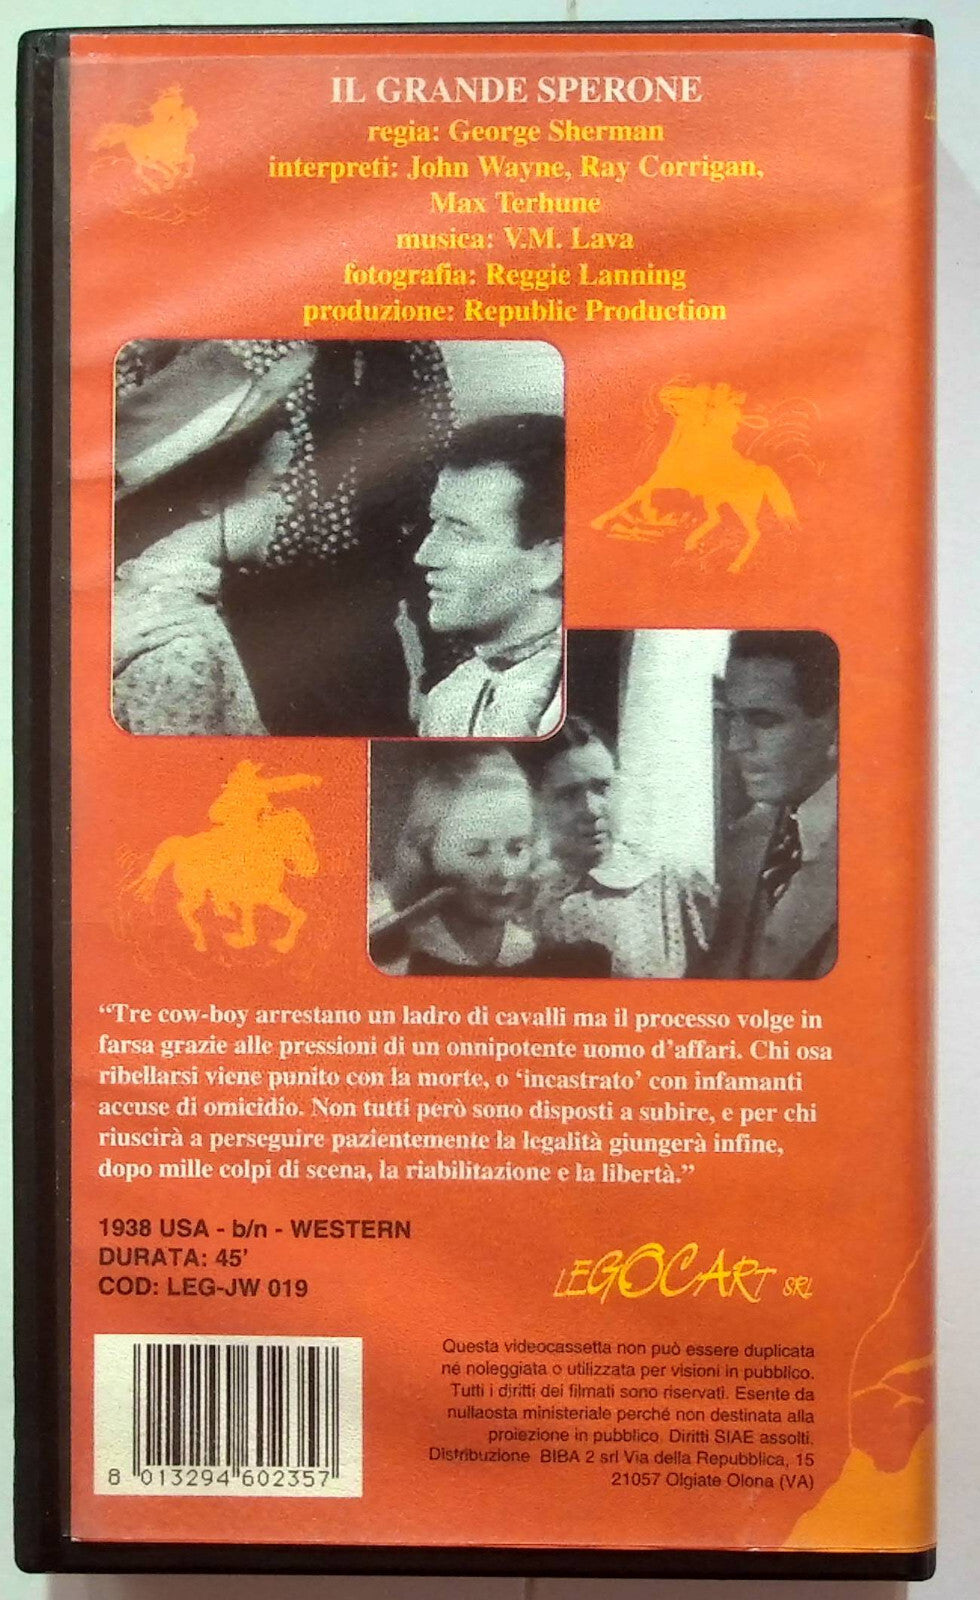 IL GRANDE SPERONE
regia: George Sherman
interpreti: John Wayne, Ray Corrigan,
Max Terhune
musica: V.M. Lava
fotografia: Reggie Lanning
produzione: Republic Production
“Tre cow-boy arrestano un ladro di cavalli ma il processo volge in
farsa grazie alle pressioni di un onnipotente uomo d’affari. Chi osa
ribellarsi viene punito con la morte, o ‘incastrato’ con infamanti
accuse di omicidio. Non tutti però sono disposti a subire, e per chi
riuscirà a perseguire pazientemente la legalità giungerà infine,
dopo mille colpi di scena, la riabilitazione e la libertà.”
1938 USA - b/n - WESTERN
DURATA: 45’
COD: LEG-JW 019
LEGOCART SRL
Questa videocassetta non può essere duplicata
né noleggiata o utilizzata per visioni in pubblico.
Tutti i diritti dei filmati sono riservati. Esente da
nullaosta ministeriale perché non destinata alla
proiezione in pubblico. Diritti SIAE assolti.
Distribuzione BIBA 2 srl Via della Repubblica, 15
21057 Olgiate Olona (VA)
8 013294 602357